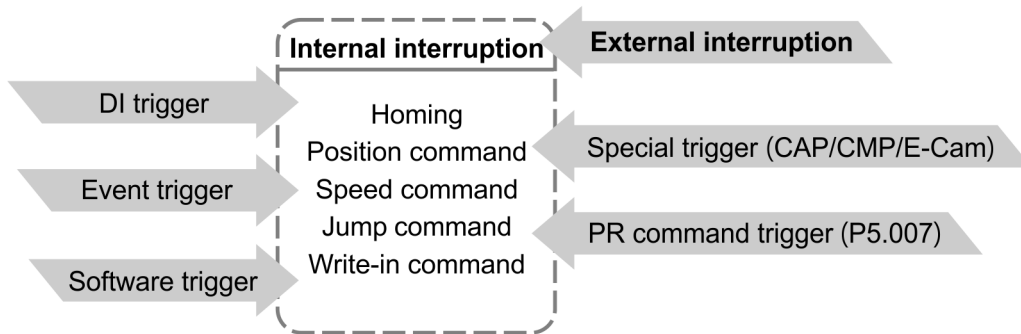 Internal interruption
External interruption
DI trigger
Homing
Position command
Special trigger (CAP/CMP/E-Cam)
Event trigger
Speed command
Jump command
PR command trigger (P5.007)
Write-in command
Software trigger